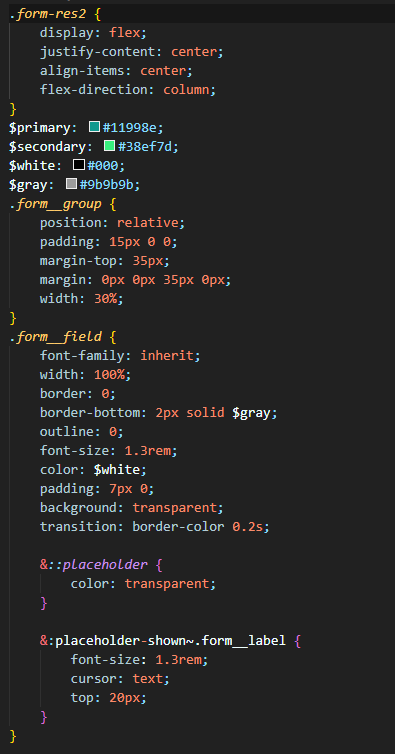 .form-res2 {
    display: flex;
    justify-content: center;
    align-items: center;
    flex-direction: column;
}
$primary: #11998e;
$secondary: #38ef7d;
$white: #000;
$gray: #9b9b9b;
.form__group {
    position: relative;
    padding: 15px 0 0;
    margin-top: 35px;
    margin: 0px 0px 35px 0px;
    width: 30%;
}
.form__field {
    font-family: inherit;
    width: 100%;
    border: 0;
    border-bottom: 2px solid $gray;
    outline: 0;
    font-size: 1.3rem;
    color: $white;
    padding: 7px 0;
    background: transparent;
    transition: border-color 0.2s;

    &::placeholder {
        color: transparent;
    }

    &:placeholder-shown~.form__label {
        font-size: 1.3rem;
        cursor: text;
        top: 20px;
    }
}